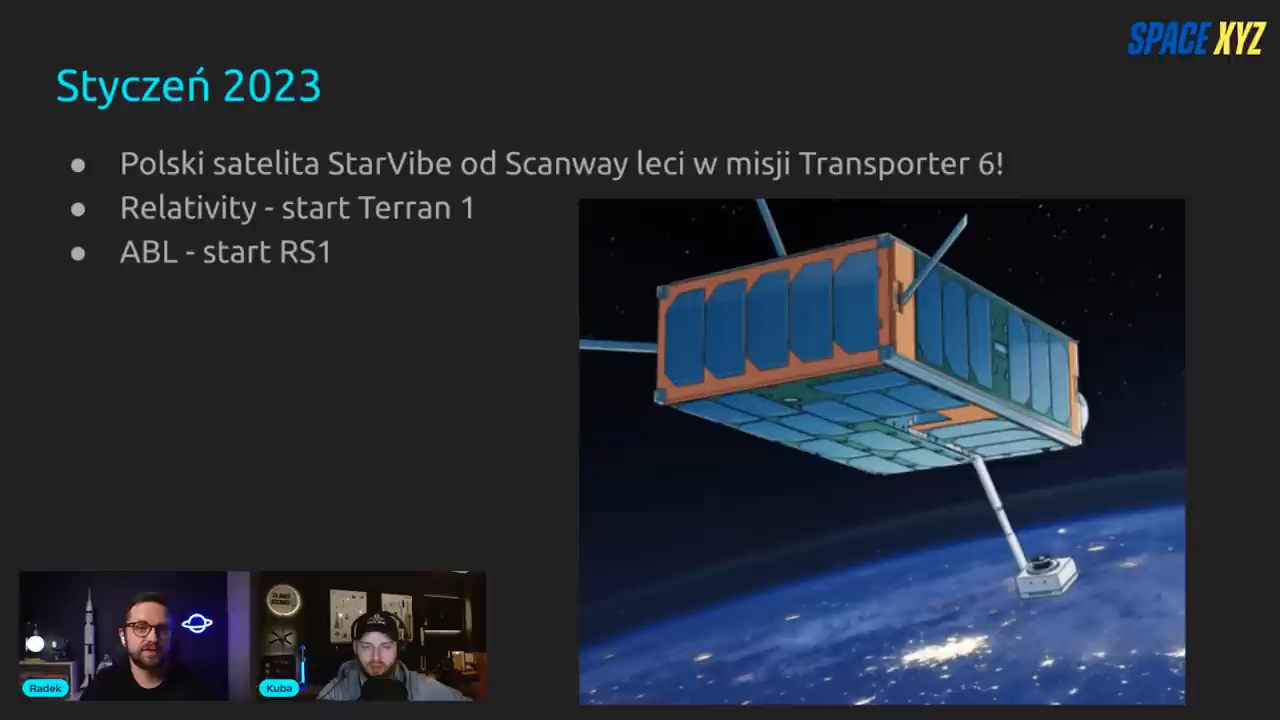 SPACE XYZ
Styczeń 2023
● Polski satelita StarVibe od Scanway leci w misji Transporter 6!
● Relativity - start Terran 1
● ABL - start RS1
Radek
Kuba